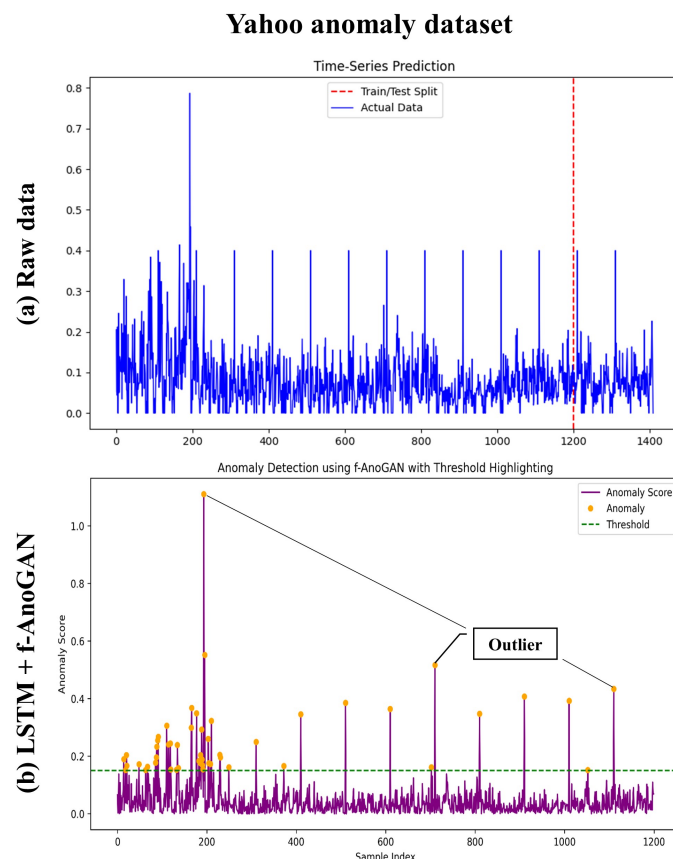 Yahoo anomaly dataset
(a) Raw data
Time-Series Prediction
Train/Test Split
Actual Data
0.8
0.7
0.6
0.5
0.4
0.3
0.2
0.1
0.0
0 200 400 600 800 1000 1200 1400
(b) LSTM + f-AnoGAN
Anomaly Detection using f-AnoGAN with Threshold Highlighting
Anomaly Score
Anomaly
Threshold
Anomaly Score
1.0
0.8
0.6
0.4
0.2
0.0
Outlier
0 200 400 600 800 1000 1200
Sample Index